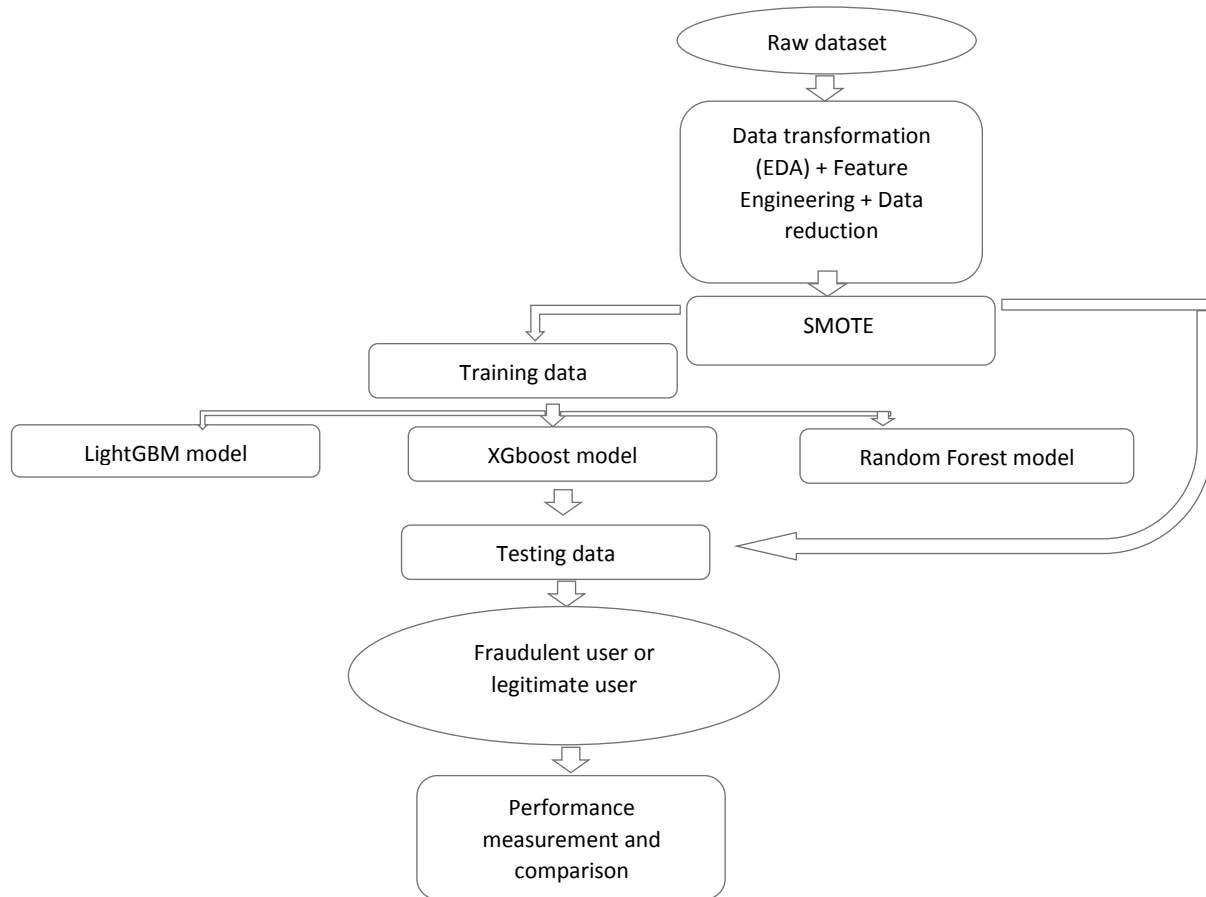 Raw dataset
Data transformation
(EDA) + Feature
Engineering + Data
reduction
SMOTE
Training data
LightGBM model
XGboost model
Random Forest model
Testing data
Fraudulent user or
legitimate user
Performance
measurement and
comparison